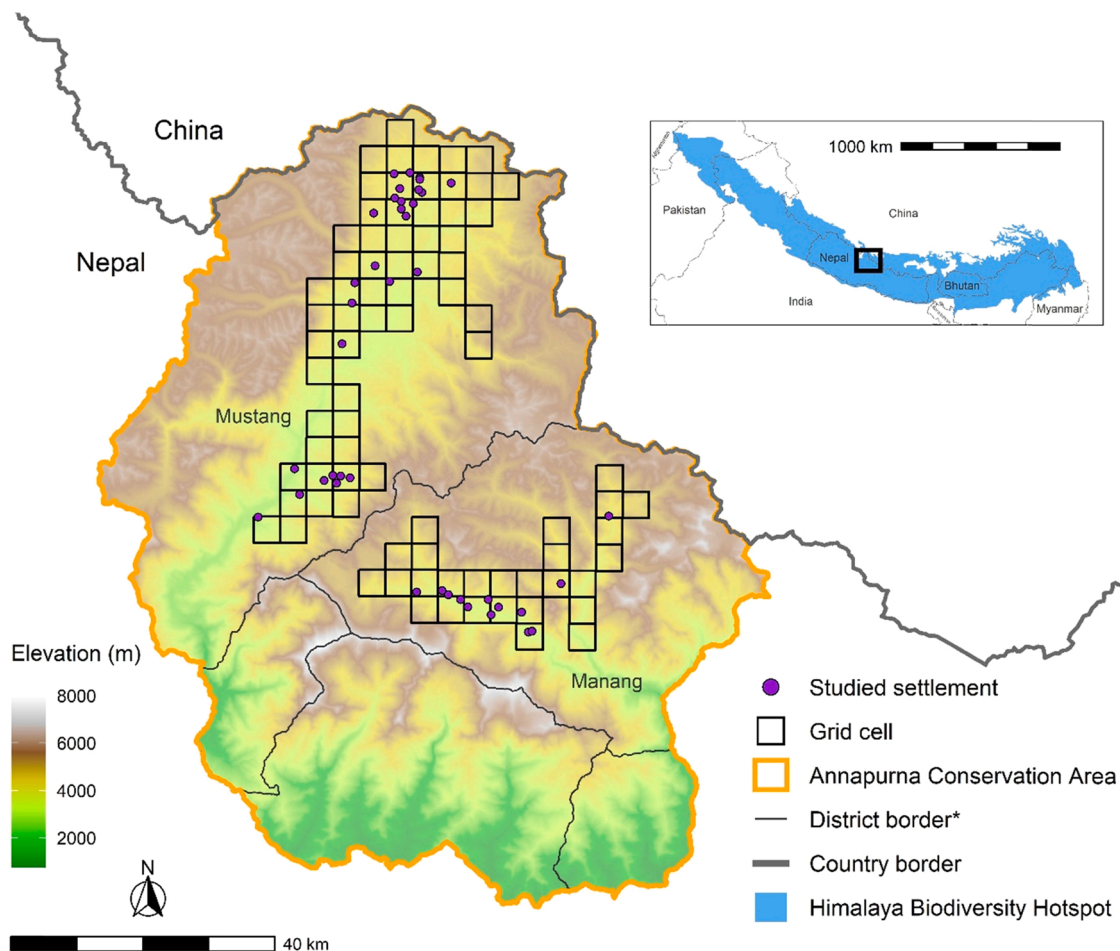 China
Nepal
Mustang
Manang
1000 km
Pakistan
China
Nepal
India
Bhutan
Myanmar
Elevation (m)
8000
6000
4000
2000
N
40 km
Studied settlement
Grid cell
Annapurna Conservation Area
District border*
Country border
Himalaya Biodiversity Hotspot